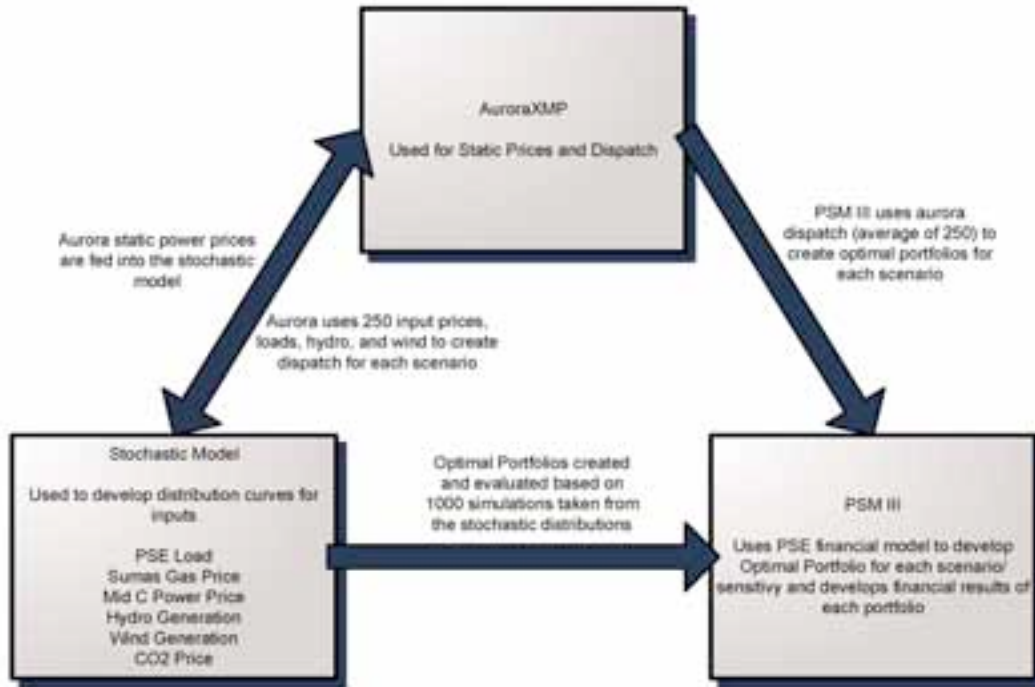 AuroraXMP
Used for Static Prices and Dispatch
Aurora static power prices
are fed into the stochastic
model
PSM III uses aurora
dispatch (average of 250) to
create optimal portfolios for
each scenario
Aurora uses 250 input prices,
loads, hydro, and wind to create
dispatch for each scenario
Stochastic Model
Used to develop distribution curves for
inputs
PSE Load
Sumas Gas Price
Mid C Power Price
Hydro Generation
Wind Generation
CO2 Price
Optimal Portfolios created
and evaluated based on
1000 simulations taken from
the stochastic distributions
PSM III
Uses PSE financial model to develop
Optimal Portfolio for each scenario/
sensitivy and develops financial results of
each portfolio